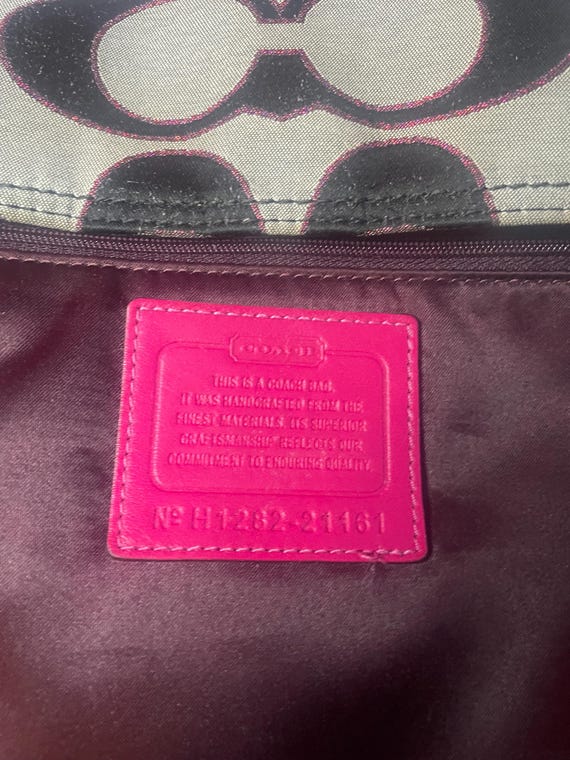 COACH
THIS IS A COACH BAG.
IT WAS HANDCRAFTED FROM THE
FINEST MATERIALS. ITS SUPERIOR
CRAFTSMANSHIP REFLECTS OUR
COMMITMENT TO ENDURING QUALITY.
Nº H1282-21161